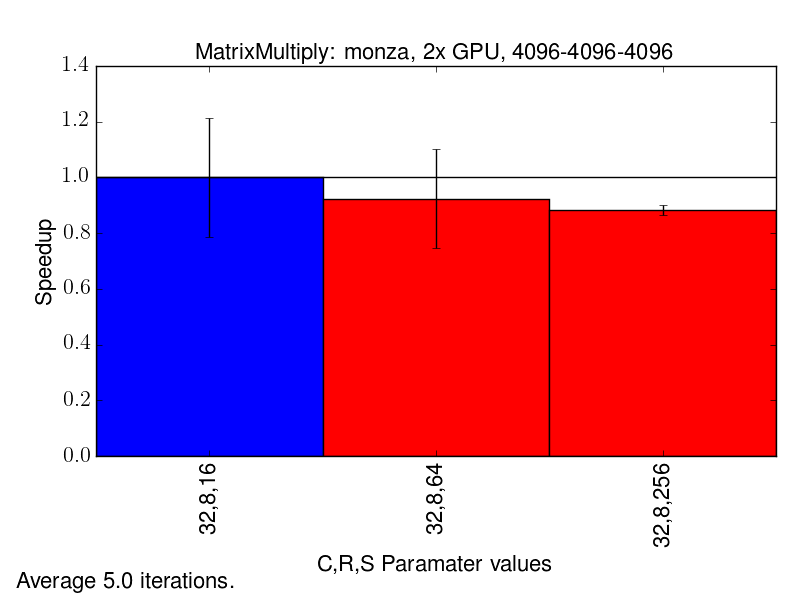 MatrixMultiply: monza, 2x GPU, 4096-4096-4096
1.4
1.2
1.0
0.8
0.6
0.4
0.2
0.0
Speedup
32,8,16
32,8,64
32,8,256
C,R,S Paramater values
Average 5.0 iterations.